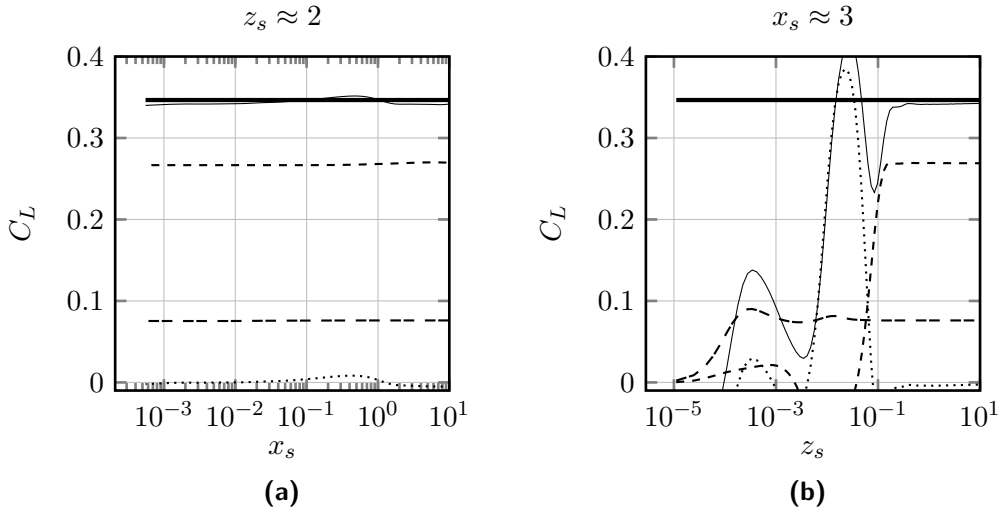 z_s ≈ 2
x_s ≈ 3
C_L
0.4
0.3
0.2
0.1
0
10^{-3} 10^{-2} 10^{-1} 10^0 10^1
x_s
(a)
C_L
0.4
0.3
0.2
0.1
0
10^{-5} 10^{-3} 10^{-1} 10^1
z_s
(b)